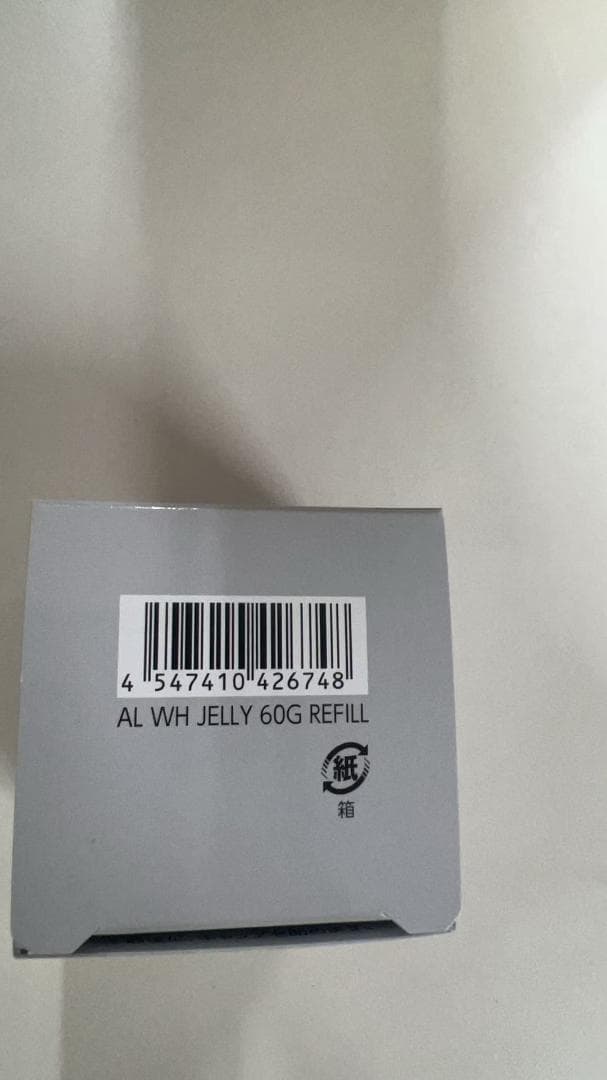 4 547410 426748
AL WH JELLY 60G REFILL
紙
箱